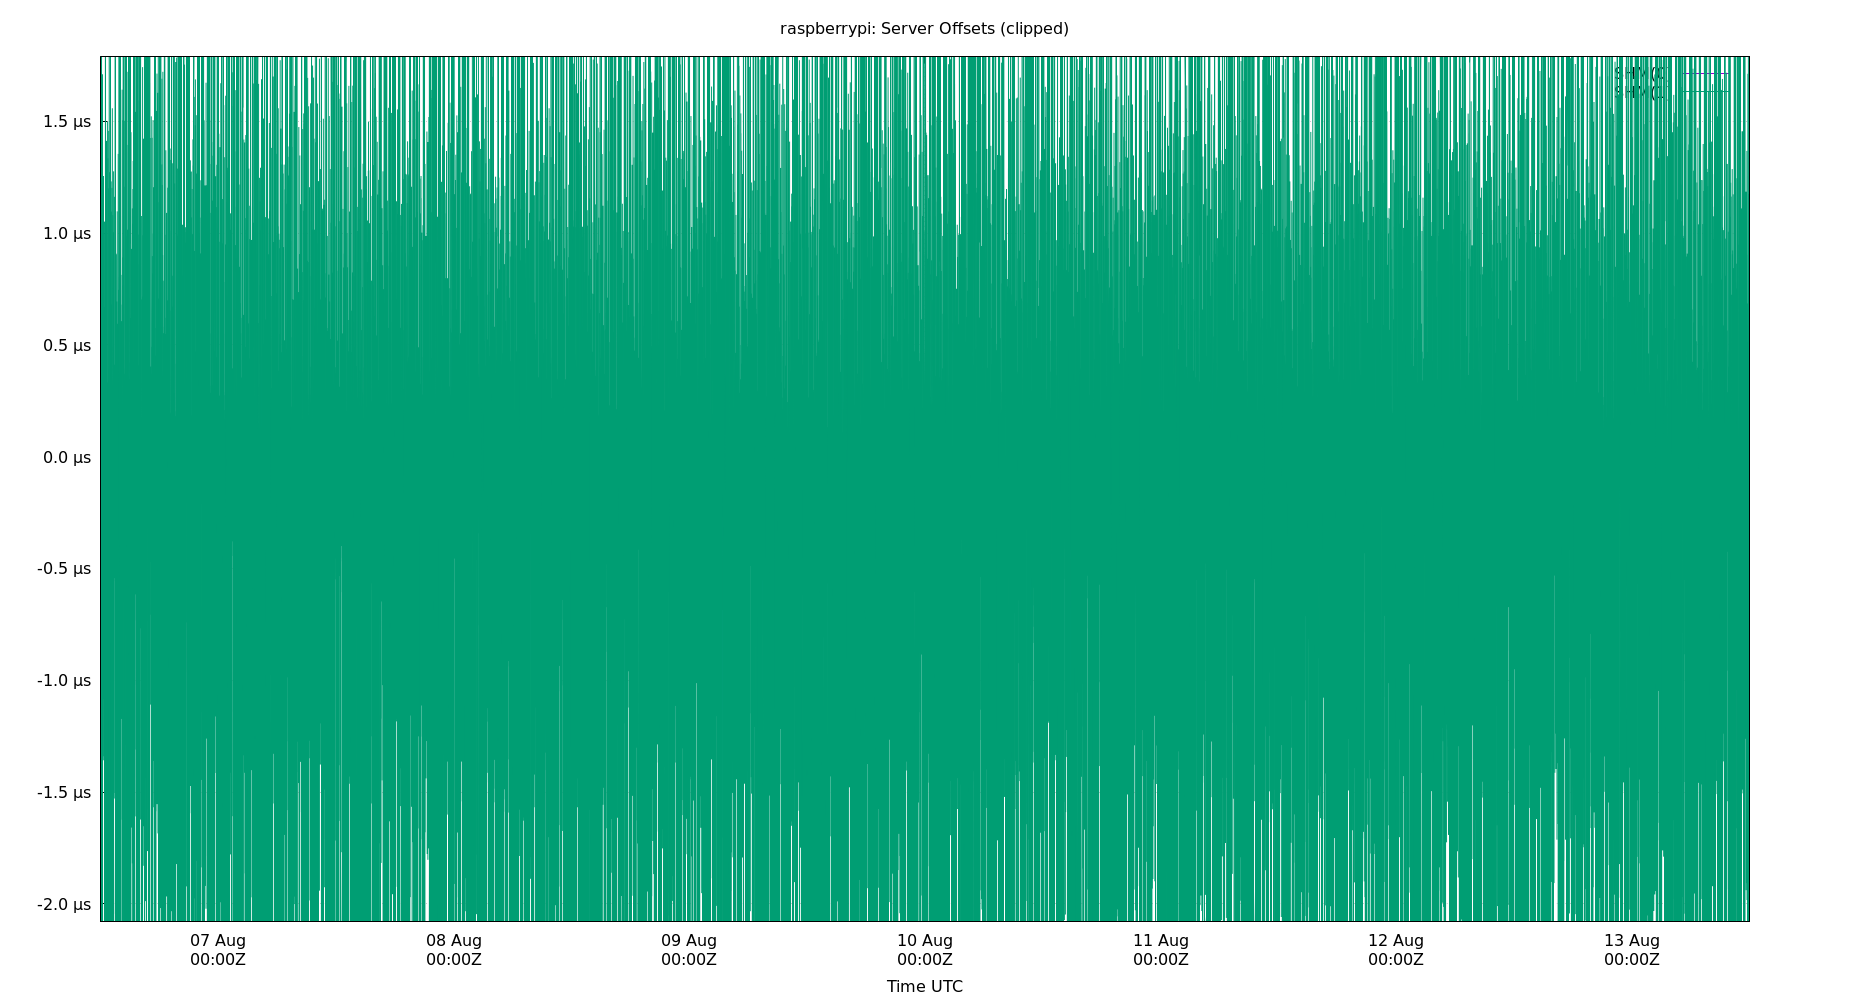 raspberrypi: Server Offsets (clipped)
1.5 µs
1.0 µs
0.5 µs
0.0 µs
-0.5 µs
-1.0 µs
-1.5 µs
-2.0 µs
07 Aug
00:00Z
08 Aug
00:00Z
09 Aug
00:00Z
10 Aug
00:00Z
11 Aug
00:00Z
12 Aug
00:00Z
13 Aug
00:00Z
Time UTC